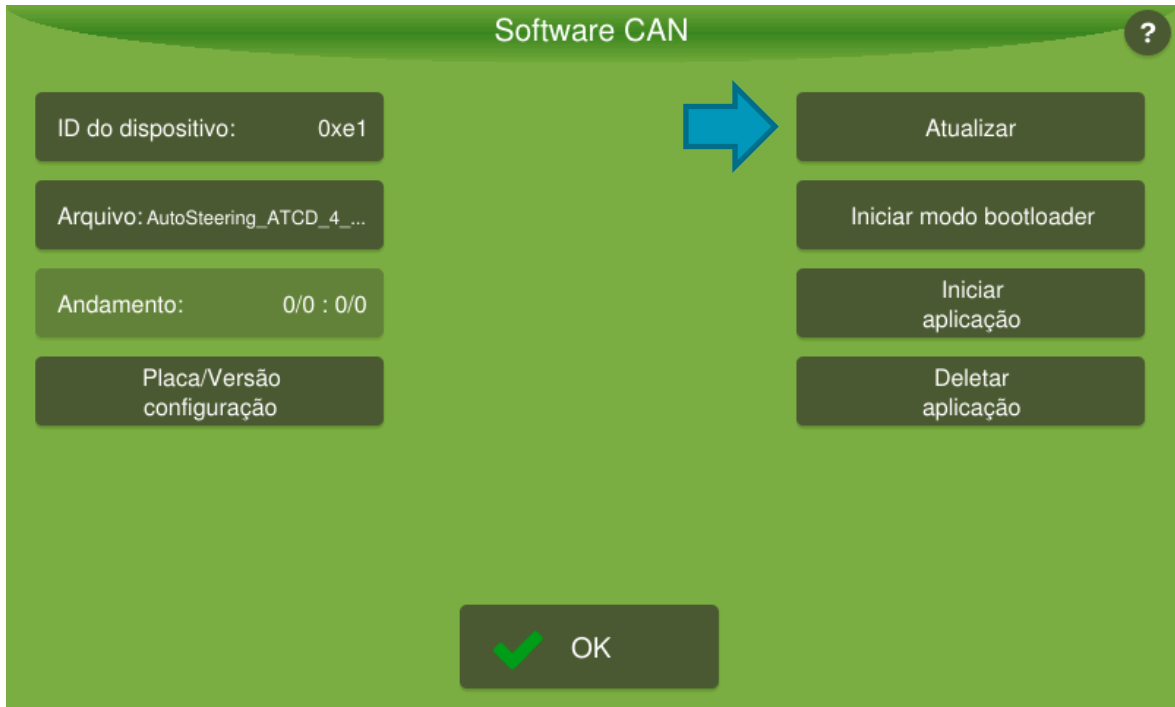 Software CAN
?
ID do dispositivo: 0xe1
Arquivo: AutoSteering_ATCD_4_...
Andamento: 0/0 : 0/0
Placa/Versão
configuração
Atualizar
Iniciar modo bootloader
Iniciar
aplicação
Deletar
aplicação
OK